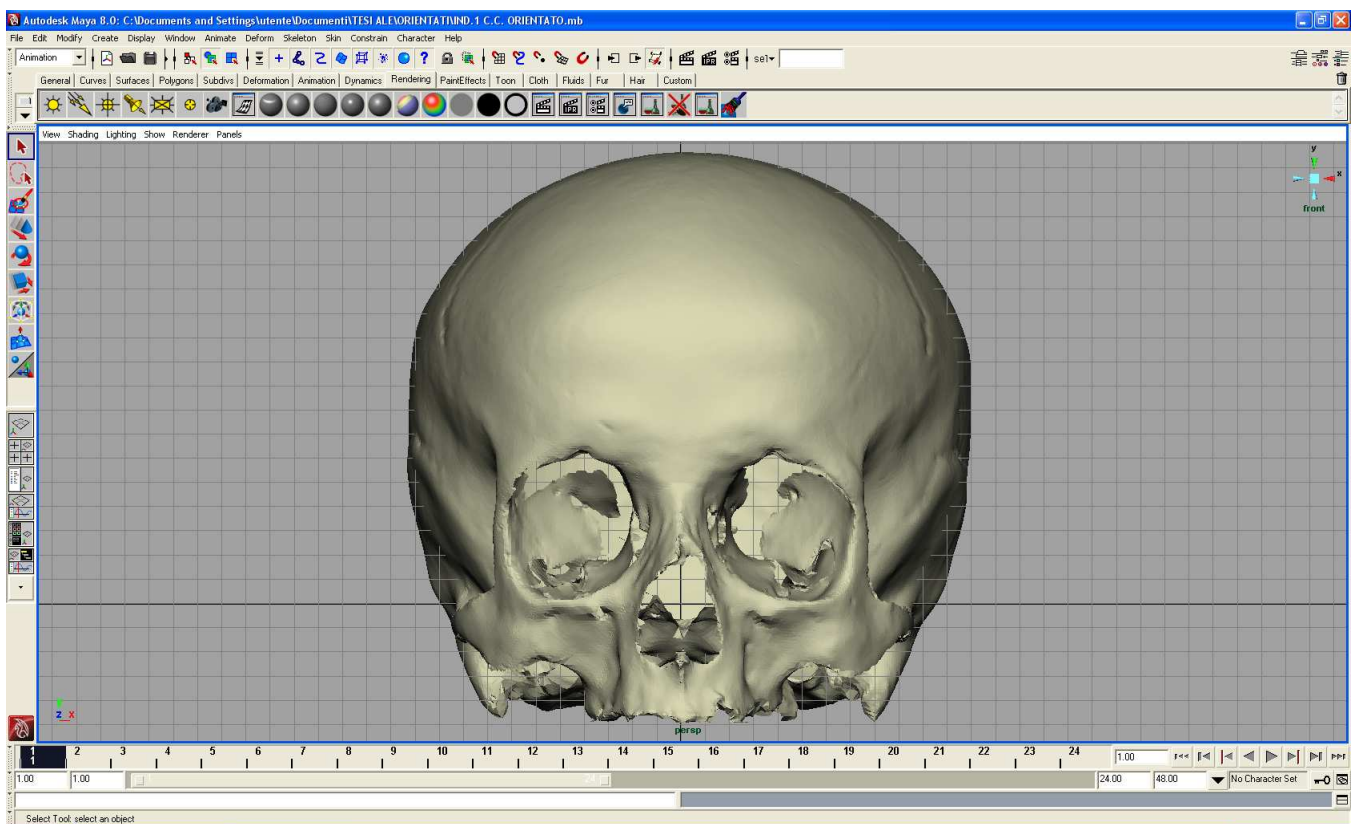 Autodesk Maya 8.0: C:\Documents and Settings\utente\Documenti\TESI ALE\ORIENTATI\IND.1 C.C. ORIENTATO.mb
File Edit Modify Create Display Window Animate Deform Skeleton Skin Constrain Character Help
Animation sel
General Curves Surfaces Polygons Subdivs Deformation Animation Dynamics Rendering PaintEffects Toon Cloth Fluids Fur Hair Custom
IPR
View Shading Lighting Show Renderer Panels
y
y
x
front
y
z x
persp
1 2 3 4 5 6 7 8 9 10 11 12 13 14 15 16 17 18 19 20 21 22 23 24 1.00
1
1.00 1.00 1 24 24.00 48.00 No Character Set
Select Tool: select an object